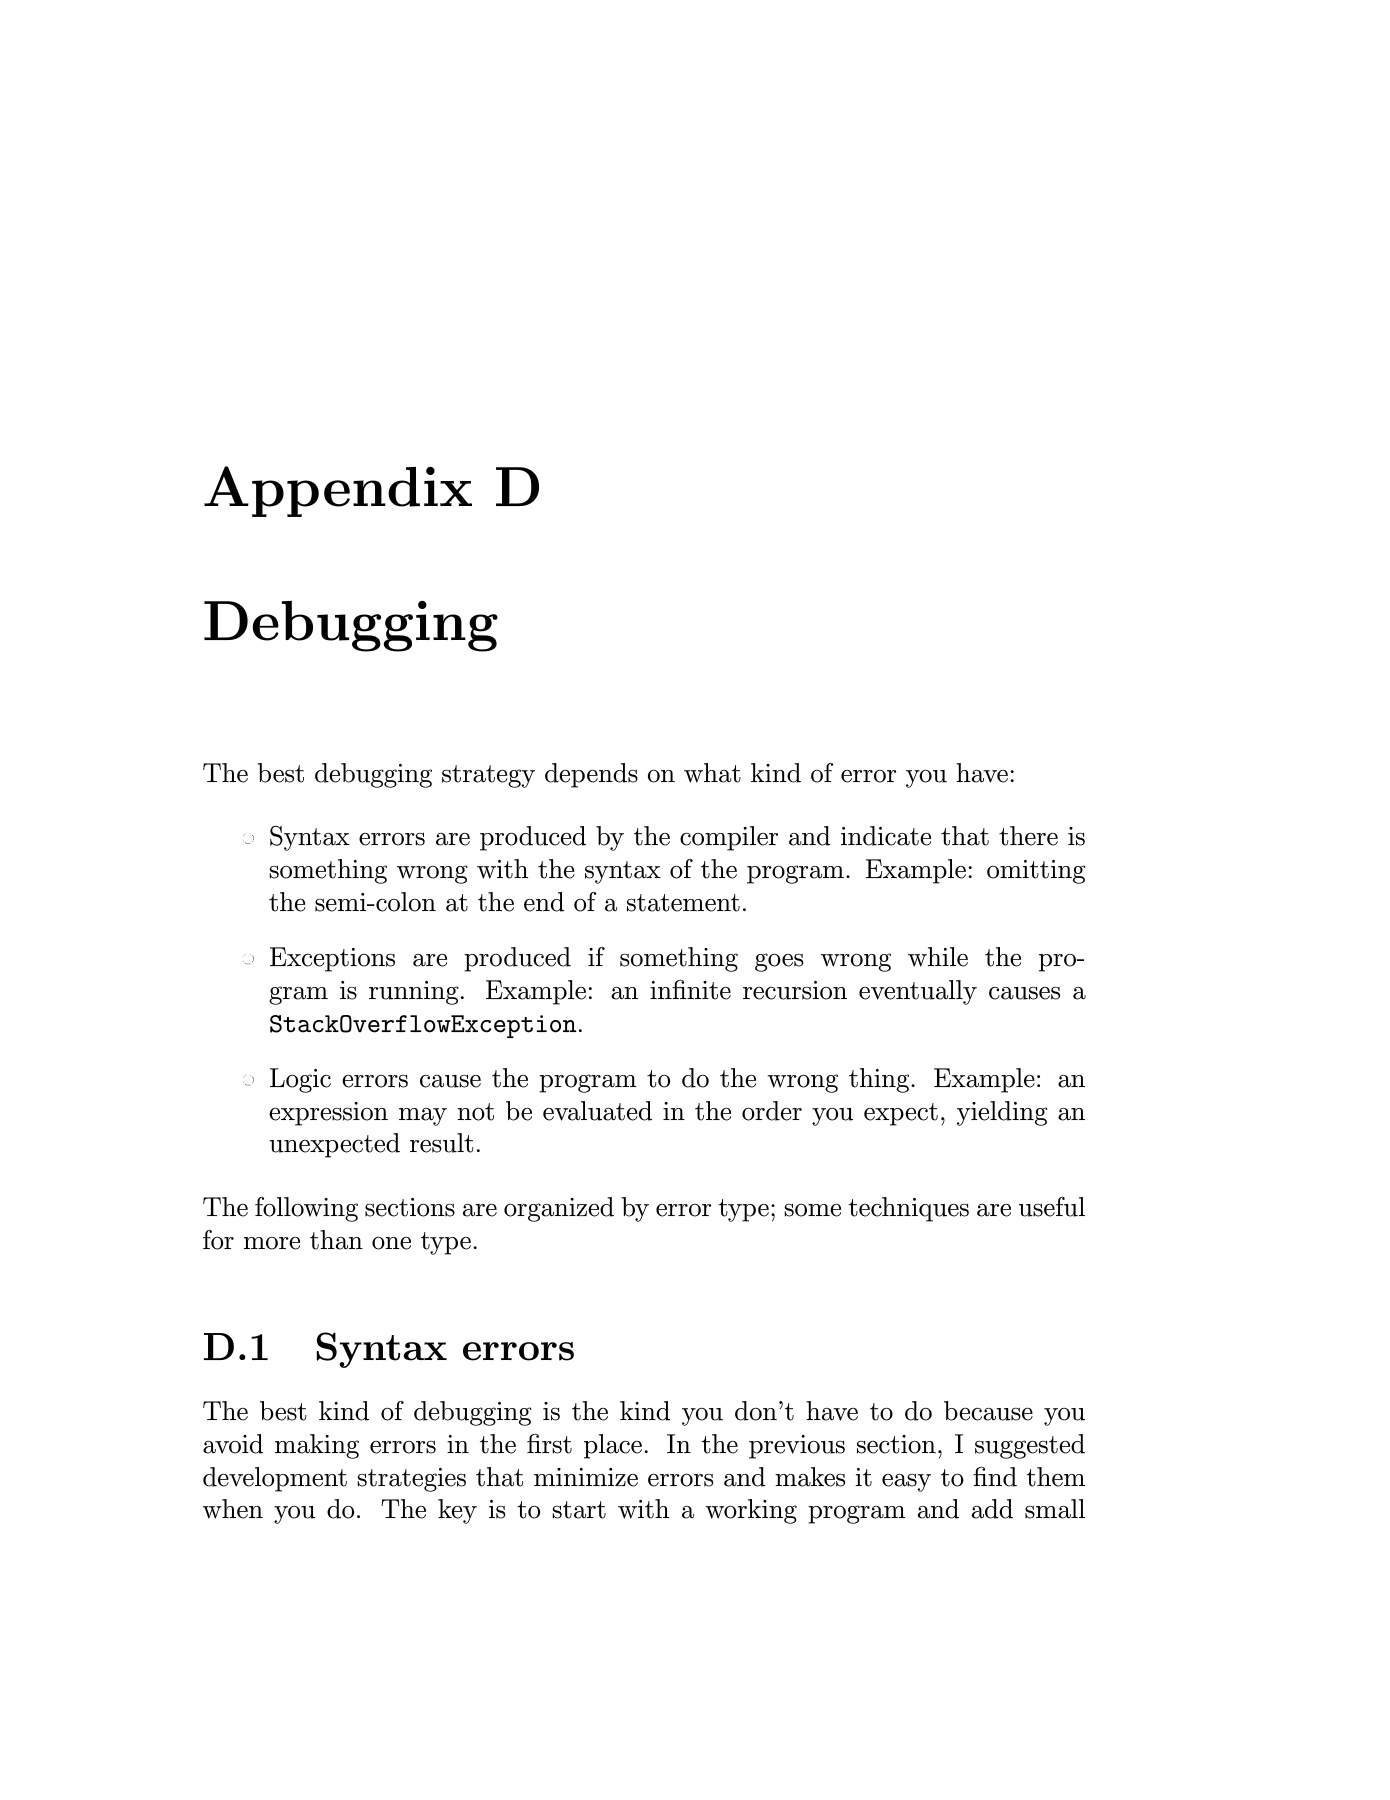 Appendix D
Debugging
The best debugging strategy depends on what kind of error you have:
○ Syntax errors are produced by the compiler and indicate that there is
something wrong with the syntax of the program. Example: omitting
the semi-colon at the end of a statement.
○ Exceptions are produced if something goes wrong while the pro-
gram is running. Example: an infinite recursion eventually causes a
StackOverflowException.
○ Logic errors cause the program to do the wrong thing. Example: an
expression may not be evaluated in the order you expect, yielding an
unexpected result.
The following sections are organized by error type; some techniques are useful
for more than one type.
D.1 Syntax errors
The best kind of debugging is the kind you don't have to do because you
avoid making errors in the first place. In the previous section, I suggested
development strategies that minimize errors and makes it easy to find them
when you do. The key is to start with a working program and add small